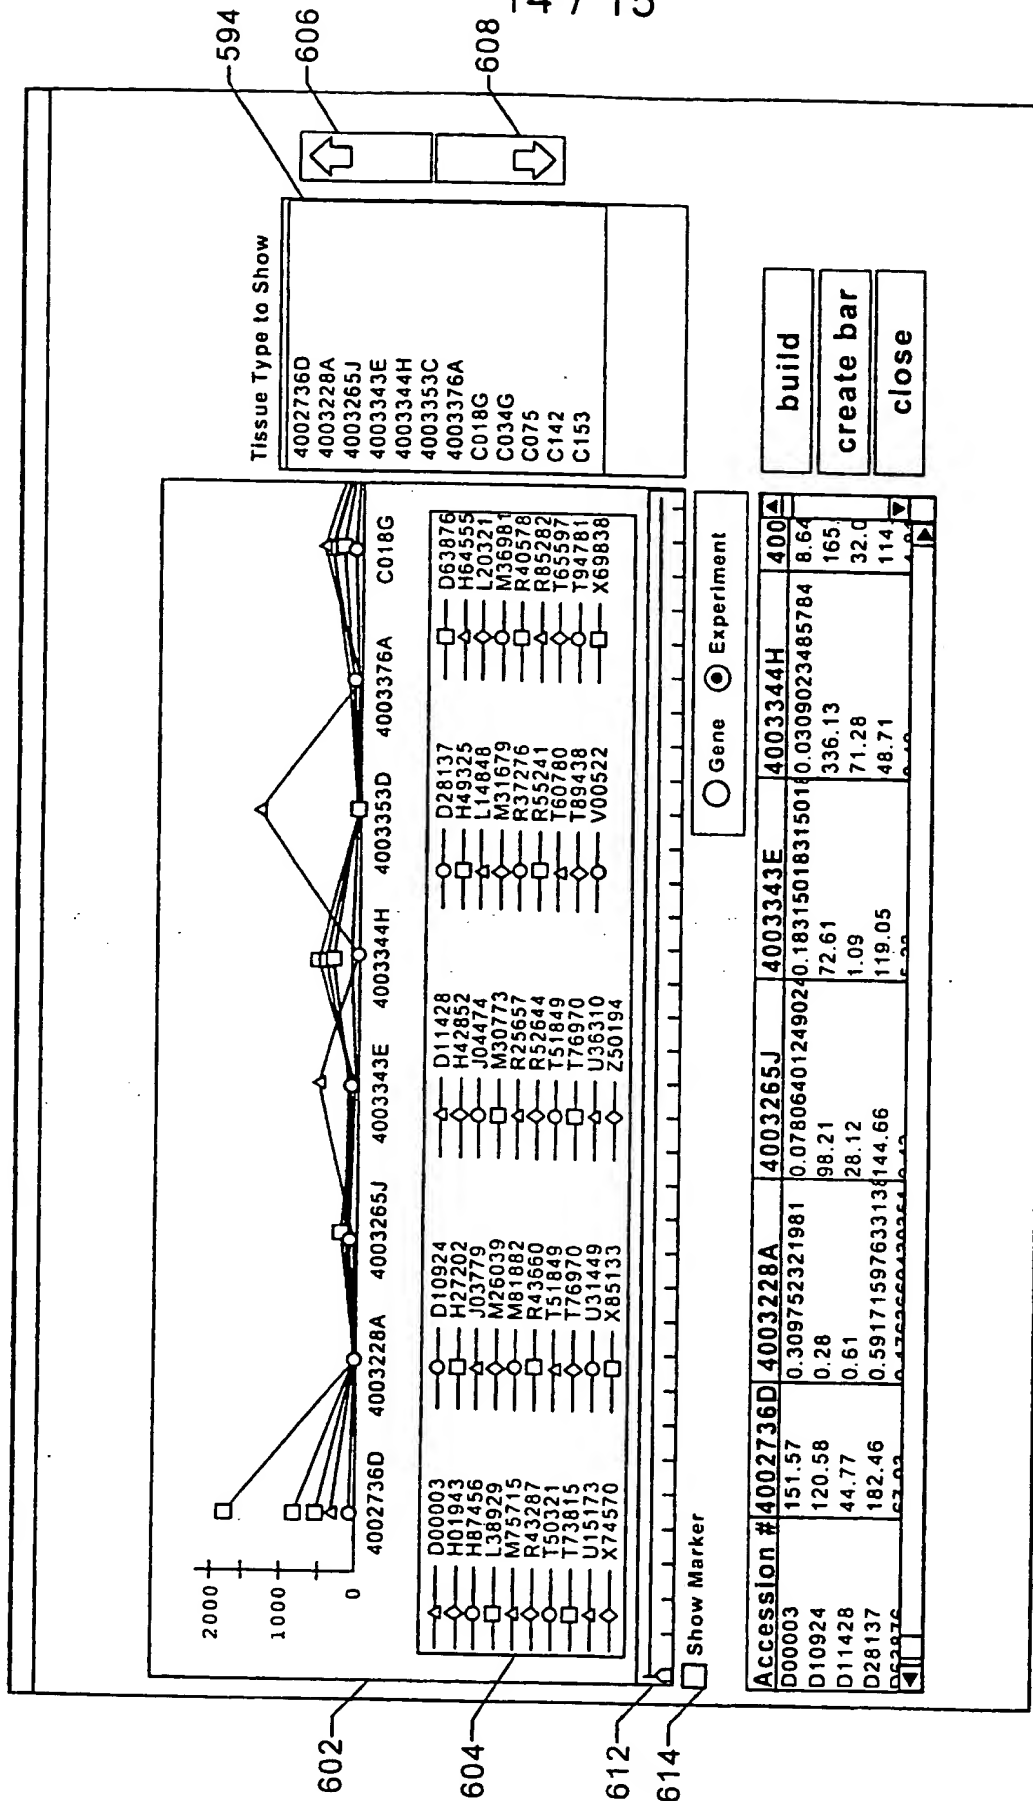 14 / 15
594
606
608
602
604
612
614
Tissue Type to Show
4002736D
4003228A
4003265J
4003343E
4003344H
4003353C
4003376A
C018G
C034G
C075
C142
C153
2000
1000
0
4002736D 4003228A 4003265J 4003343E 4003344H 4003353D 4003376A C018G
D00003 D10924 D11428 D28137 D63876
H01943 H27202 H42852 H49325 H64555
H87456 J03779 J04474 L14848 L20321
L38929 M26039 M30773 M31679 M36981
M75715 M81882 R25657 R37276 R40578
R43287 R43660 R52644 R55241 R85282
T50321 T51849 T51849 T60780 T65597
T73815 T76970 T76970 T89438 T94781
U15173 U31449 U36310 V00522 X69838
X74570 X85133 Z50194
Show Marker
Gene Experiment
build
create bar
close
Accession # 4002736D 4003228A 4003265J 4003343E 4003344H 400
D00003 151.57 0.30975232198​1 0.0780640124902​4 0.18315018315018 0.0309023485784 8.64
D10924 120.58 0.28 98.21 72.61 336.13 165.
D11428 44.77 0.61 28.12 1.09 71.28 32.0
D28137 182.46 0.5917159763313​8 144.66 119.05 48.71 114.